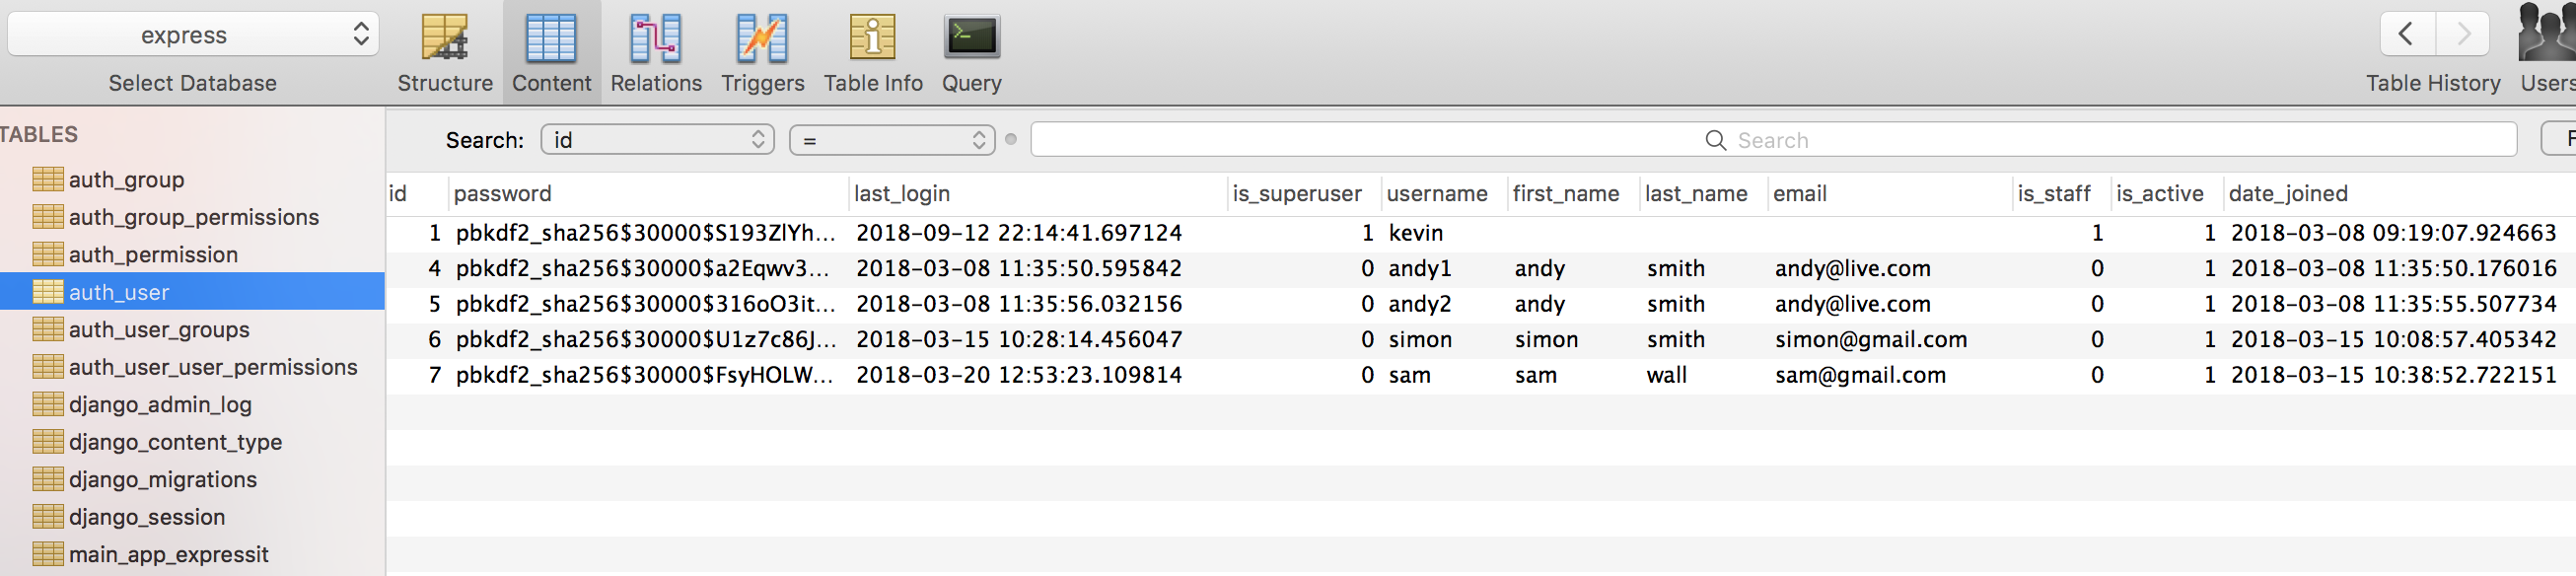 express
Select Database
Structure Content Relations Triggers Table Info Query
Table History Users
TABLES
auth_group
auth_group_permissions
auth_permission
auth_user
auth_user_groups
auth_user_user_permissions
django_admin_log
django_content_type
django_migrations
django_session
main_app_expressit
Search: id = Search F
id password last_login is_superuser username first_name last_name email is_staff is_active date_joined
1 pbkdf2_sha256$30000$S193ZlYh... 2018-09-12 22:14:41.697124 1 kevin 1 1 2018-03-08 09:19:07.924663
4 pbkdf2_sha256$30000$a2Eqwv3... 2018-03-08 11:35:50.595842 0 andy1 andy smith andy@live.com 0 1 2018-03-08 11:35:50.176016
5 pbkdf2_sha256$30000$316oO3it... 2018-03-08 11:35:56.032156 0 andy2 andy smith andy@live.com 0 1 2018-03-08 11:35:55.507734
6 pbkdf2_sha256$30000$U1z7c86J... 2018-03-15 10:28:14.456047 0 simon simon smith simon@gmail.com 0 1 2018-03-15 10:08:57.405342
7 pbkdf2_sha256$30000$FsyHOLW... 2018-03-20 12:53:23.109814 0 sam sam wall sam@gmail.com 0 1 2018-03-15 10:38:52.722151